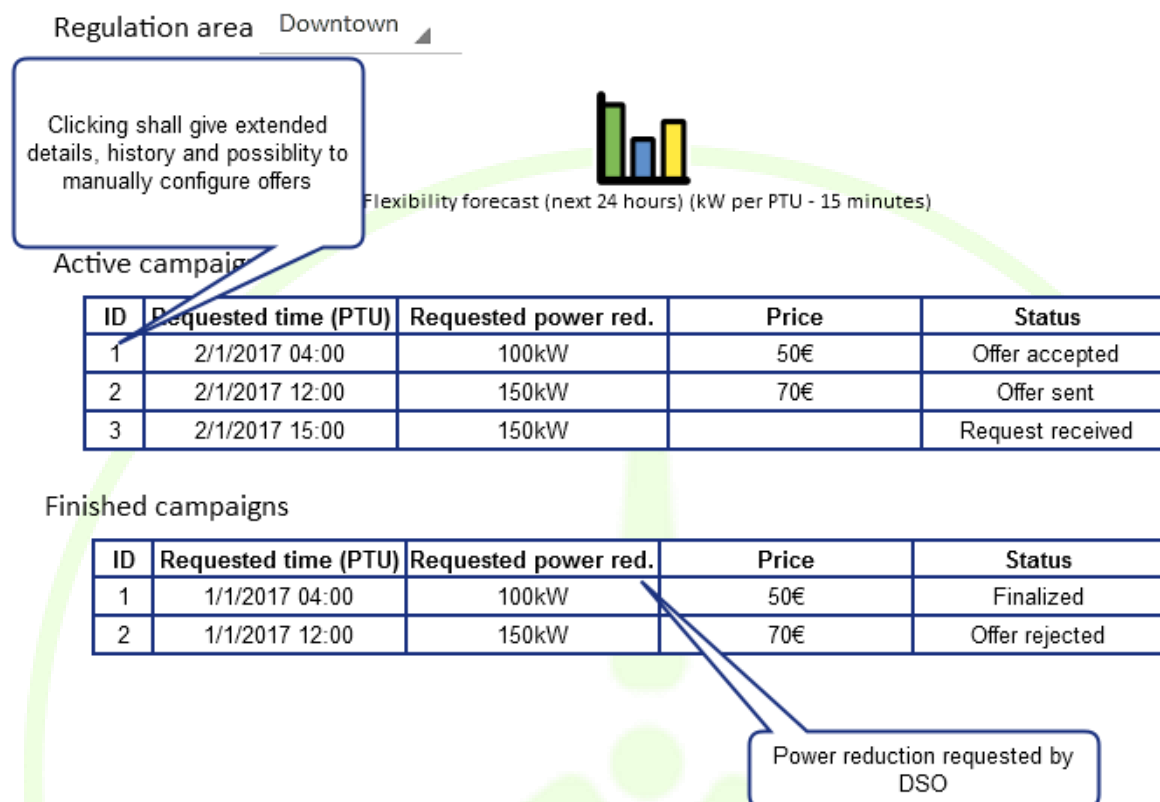 Regulation area Downtown
Clicking shall give extended
details, history and possiblity to
manually configure offers
Flexibility forecast (next 24 hours) (kW per PTU - 15 minutes)
Active campaig
ID Requested time (PTU) Requested power red. Price Status
1 2/1/2017 04:00 100kW 50€ Offer accepted
2 2/1/2017 12:00 150kW 70€ Offer sent
3 2/1/2017 15:00 150kW Request received
Finished campaigns
ID Requested time (PTU) Requested power red. Price Status
1 1/1/2017 04:00 100kW 50€ Finalized
2 1/1/2017 12:00 150kW 70€ Offer rejected
Power reduction requested by
DSO